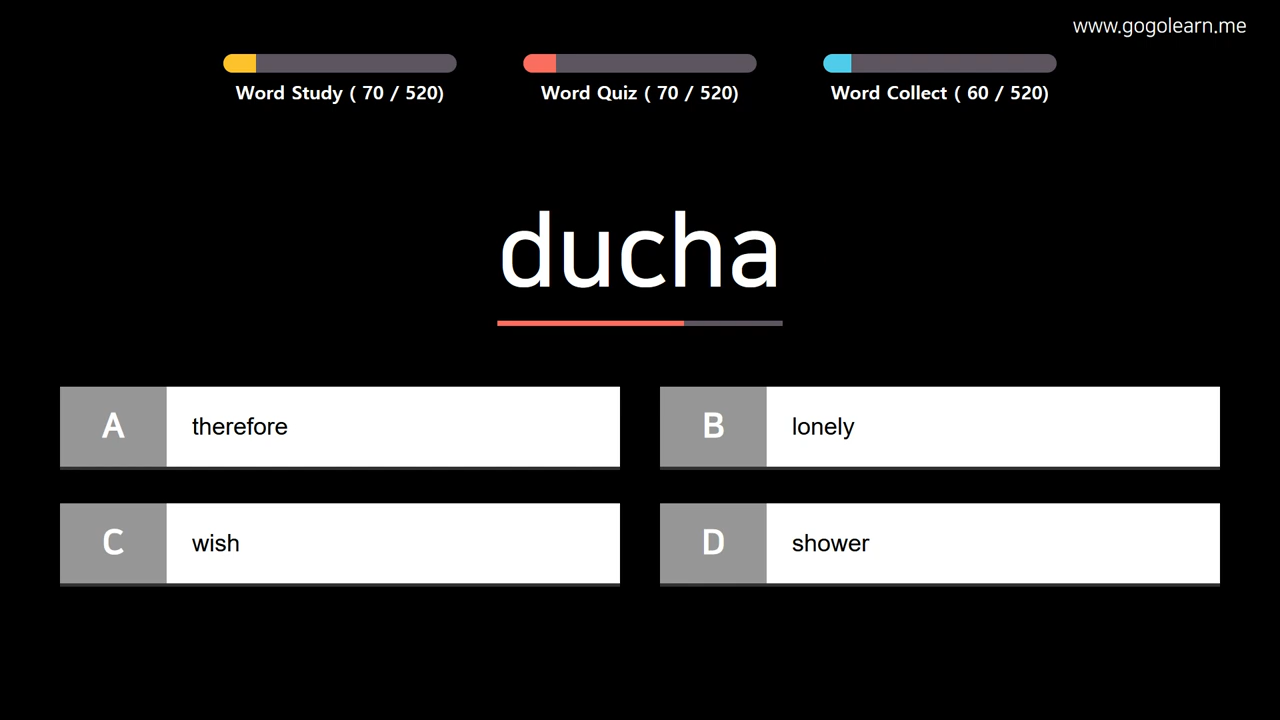 www.gogolearn.me
Word Study ( 70 / 520)
Word Quiz ( 70 / 520)
Word Collect ( 60 / 520)
ducha
A therefore
B lonely
C wish
D shower